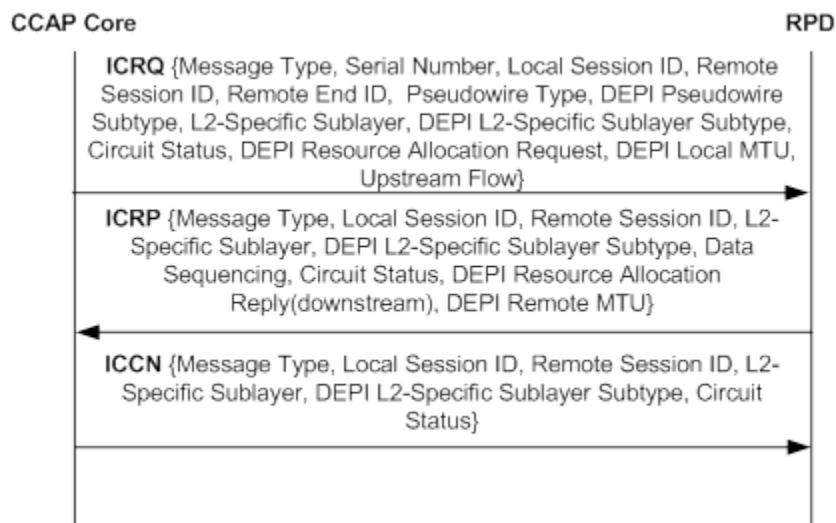 CCAP Core
RPD
ICRQ {Message Type, Serial Number, Local Session ID, Remote
Session ID, Remote End ID, Pseudowire Type, DEPI Pseudowire
Subtype, L2-Specific Sublayer, DEPI L2-Specific Sublayer Subtype,
Circuit Status, DEPI Resource Allocation Request, DEPI Local MTU,
Upstream Flow}
ICRP {Message Type, Local Session ID, Remote Session ID, L2-
Specific Sublayer, DEPI L2-Specific Sublayer Subtype, Data
Sequencing, Circuit Status, DEPI Resource Allocation
Reply(downstream), DEPI Remote MTU}
ICCN {Message Type, Local Session ID, Remote Session ID, L2-
Specific Sublayer, DEPI L2-Specific Sublayer Subtype, Circuit
Status}